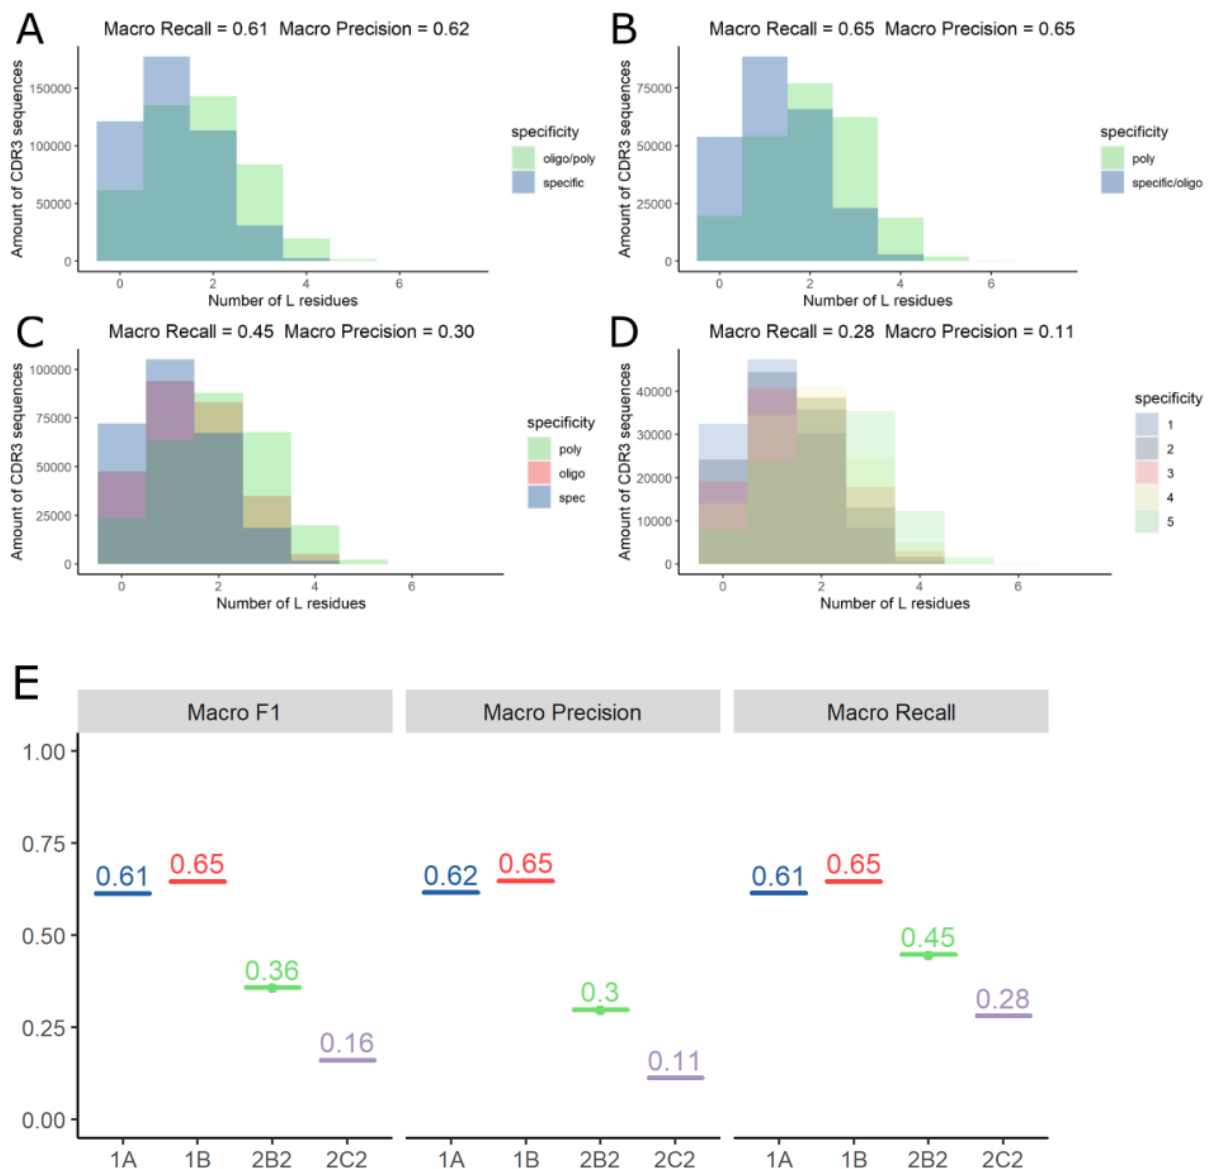 A
Macro Recall = 0.61 Macro Precision = 0.62
Amount of CDR3 sequences
150000
100000
50000
0
0 2 4 6
Number of L residues
specificity
oligo/poly
specific
B
Macro Recall = 0.65 Macro Precision = 0.65
Amount of CDR3 sequences
75000
50000
25000
0
0 2 4 6
Number of L residues
specificity
poly
specific/oligo
C
Macro Recall = 0.45 Macro Precision = 0.30
Amount of CDR3 sequences
100000
75000
50000
25000
0
0 2 4 6
Number of L residues
specificity
poly
oligo
spec
D
Macro Recall = 0.28 Macro Precision = 0.11
Amount of CDR3 sequences
40000
30000
20000
10000
0
0 2 4 6
Number of L residues
specificity
1
2
3
4
5
E
Macro F1 Macro Precision Macro Recall
1.00
0.75
0.50
0.25
0.00
0.61 0.65 0.36 0.16
0.62 0.65 0.3 0.11
0.61 0.65 0.45 0.28
1A 1B 2B2 2C2 1A 1B 2B2 2C2 1A 1B 2B2 2C2